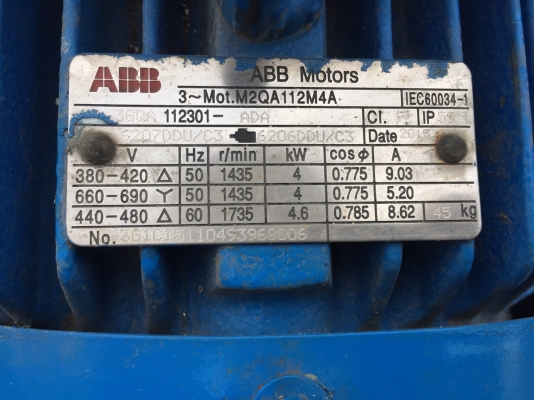 ABB ABB Motors
3~Mot.M2QA112M4A IEC60034-1
3GQA 112301- ADA Cl. IP
6207DDU/C3 6206DDU/C3 Date
V Hz r/min kW cosϕ A
380-420 Δ 50 1435 4 0.775 9.03
660-690 Y 50 1435 4 0.775 5.20
440-480 Δ 60 1735 4.6 0.785 8.62 45 kg
No.